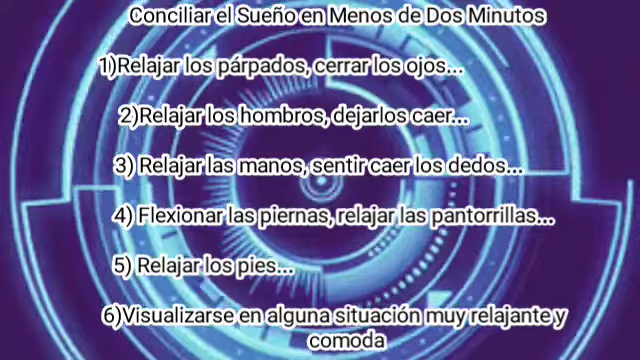 Conciliar el Sueño en Menos de Dos Minutos
1)Relajar los párpados, cerrar los ojos...
2)Relajar los hombros, dejarlos caer...
3) Relajar las manos, sentir caer los dedos...
4) Flexionar las piernas, relajar las pantorrillas...
5) Relajar los pies...
6)Visualizarse en alguna situación muy relajante y
comoda